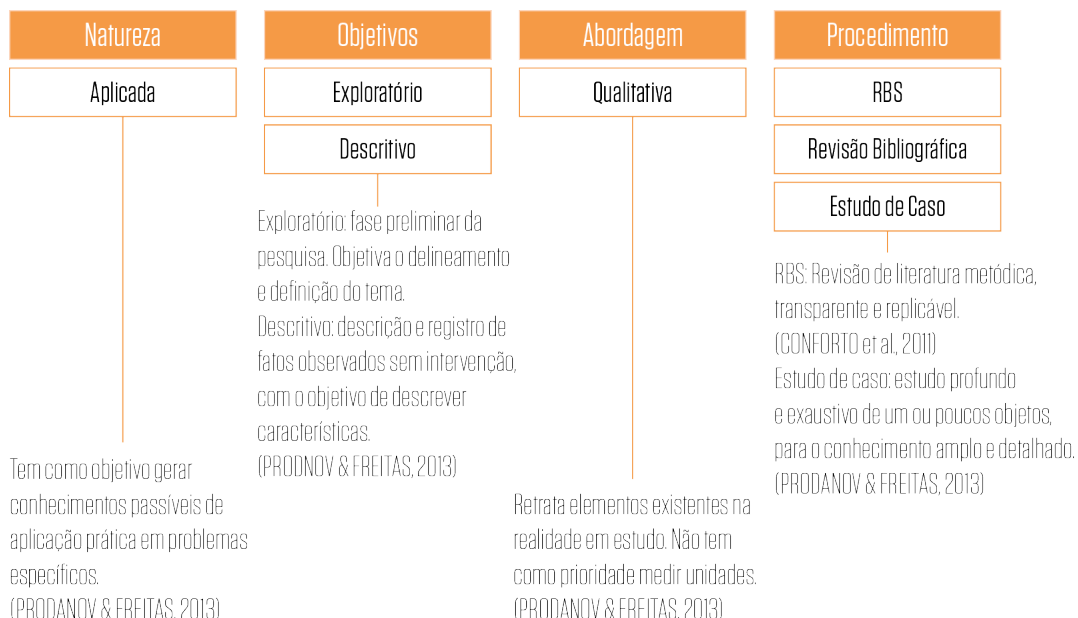 Natureza
Aplicada
Tem como objetivo gerar
conhecimentos passíveis de
aplicação prática em problemas
específicos.
(PRODANOV & FREITAS, 2013)
Objetivos
Exploratório
Descritivo
Exploratório: fase preliminar da
pesquisa. Objetiva o delineamento
e definição do tema.
Descritivo: descrição e registro de
fatos observados sem intervenção,
com o objetivo de descrever
características.
(PRODNOV & FREITAS, 2013)
Abordagem
Qualitativa
Retrata elementos existentes na
realidade em estudo. Não tem
como prioridade medir unidades.
(PRODANOV & FREITAS, 2013)
Procedimento
RBS
Revisão Bibliográfica
Estudo de Caso
RBS: Revisão de literatura metódica,
transparente e replicável.
(CONFORTO et al., 2011)
Estudo de caso: estudo profundo
e exaustivo de um ou poucos objetos,
para o conhecimento amplo e detalhado.
(PRODANOV & FREITAS, 2013)